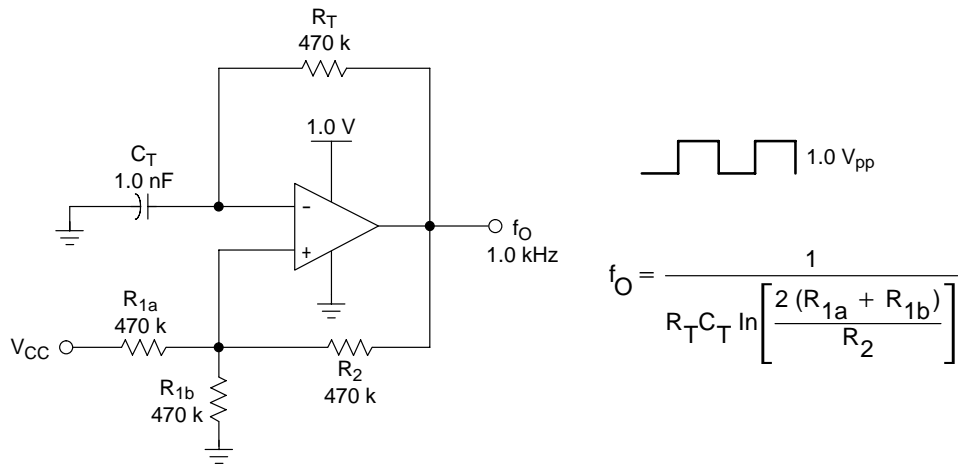 R_T
470 k
1.0 V
C_T
1.0 nF
-
+
f_O
1.0 kHz
R_1a
470 k
V_CC
R_1b
470 k
R_2
470 k
1.0 V_pp
f_O = 1 / R_T C_T ln[2 (R_1a + R_1b) / R_2]